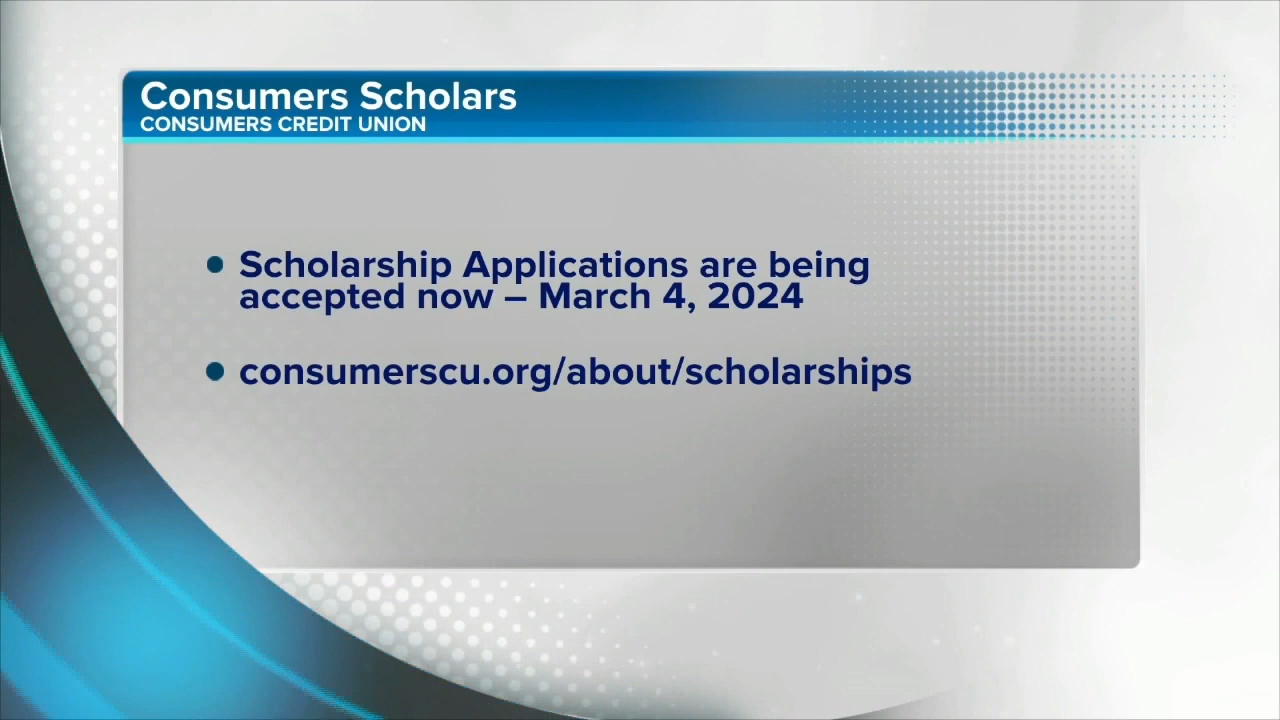 Consumers Scholars
CONSUMERS CREDIT UNION
• Scholarship Applications are being
accepted now – March 4, 2024
• consumerscu.org/about/scholarships